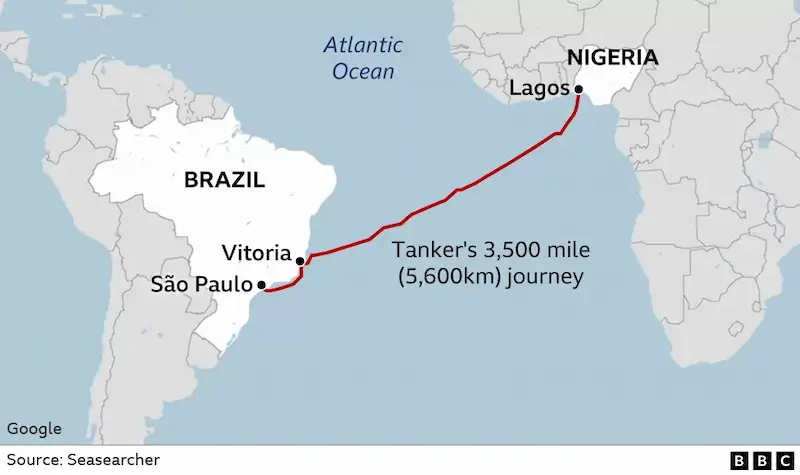 Atlantic
Ocean
NIGERIA
Lagos
BRAZIL
Vitoria
São Paulo
Tanker's 3,500 mile
(5,600km) journey
Google
Source: Seasearcher
BBC